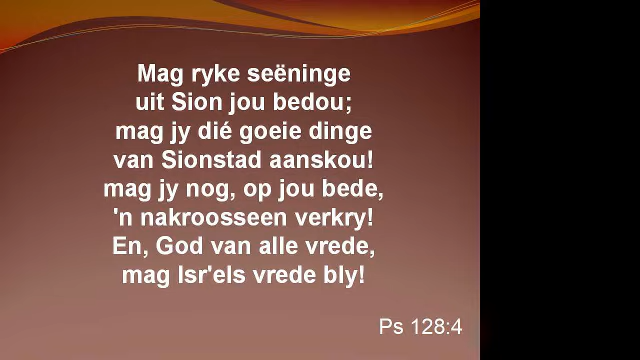 Mag ryke seëninge
uit Sion jou bedou;
mag jy dié goeie dinge
van Sionstad aanskou!
mag jy nog, op jou bede,
'n nakroosseen verkry!
En, God van alle vrede,
mag Isr'els vrede bly!
Ps 128:4